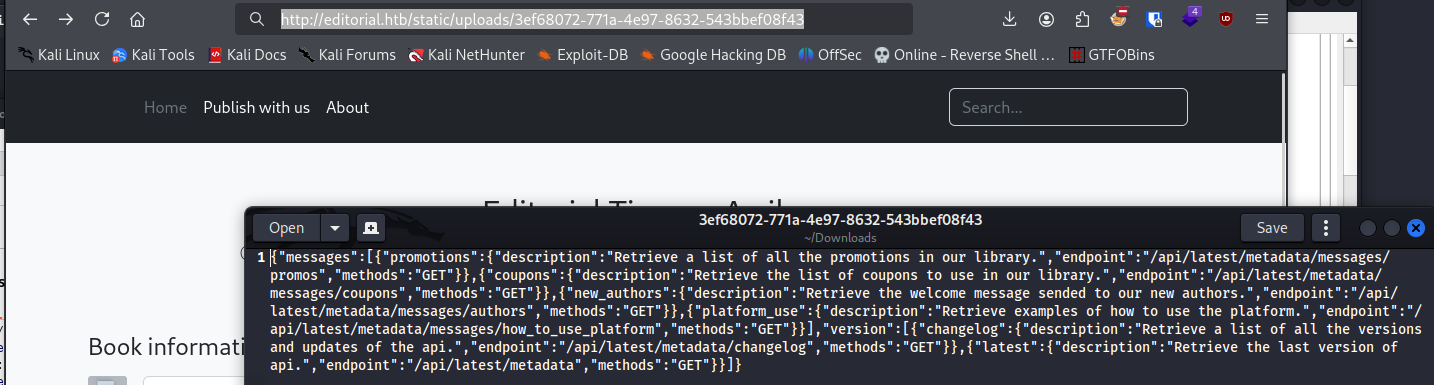 http://editorial.htb/static/uploads/3ef68072-771a-4e97-8632-543bbef08f43
4
Kali Linux Kali Tools Kali Docs Kali Forums Kali NetHunter Exploit-DB Google Hacking DB OffSec Online - Reverse Shell … GTFOBins
Home Publish with us About Search...
Open 3ef68072-771a-4e97-8632-543bbef08f43 Save
~/Downloads
1 {"messages":[{"promotions":{"description":"Retrieve a list of all the promotions in our library.","endpoint":"/api/latest/metadata/messages/
promos","methods":"GET"}},{"coupons":{"description":"Retrieve the list of coupons to use in our library.","endpoint":"/api/latest/metadata/
messages/coupons","methods":"GET"}},{"new_authors":{"description":"Retrieve the welcome message sended to our new authors.","endpoint":"/api/
latest/metadata/messages/authors","methods":"GET"}},{"platform_use":{"description":"Retrieve examples of how to use the platform.","endpoint":"/
api/latest/metadata/messages/how_to_use_platform","methods":"GET"}}],"version":[{"changelog":{"description":"Retrieve a list of all the versions
and updates of the api.","endpoint":"/api/latest/metadata/changelog","methods":"GET"}},{"latest":{"description":"Retrieve the last version of
api.","endpoint":"/api/latest/metadata","methods":"GET"}}]}
Book informati